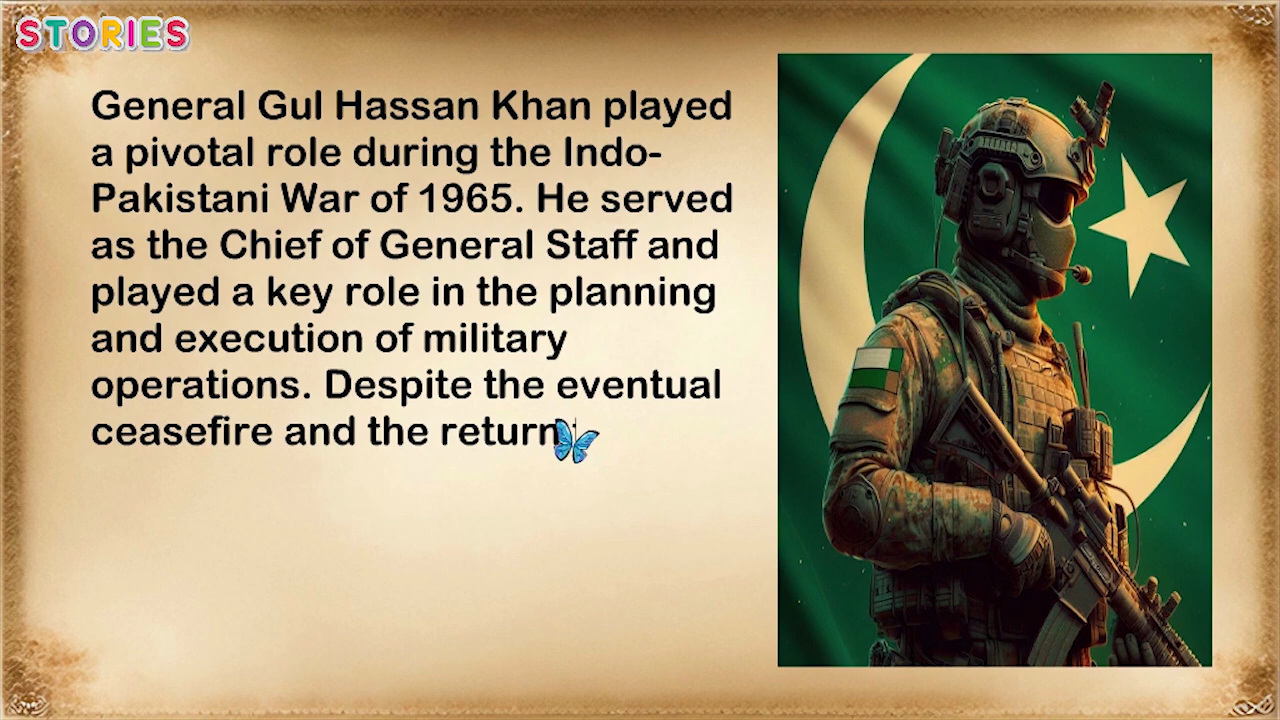 STORIES
General Gul Hassan Khan played
a pivotal role during the Indo-
Pakistani War of 1965. He served
as the Chief of General Staff and
played a key role in the planning
and execution of military
operations. Despite the eventual
ceasefire and the return